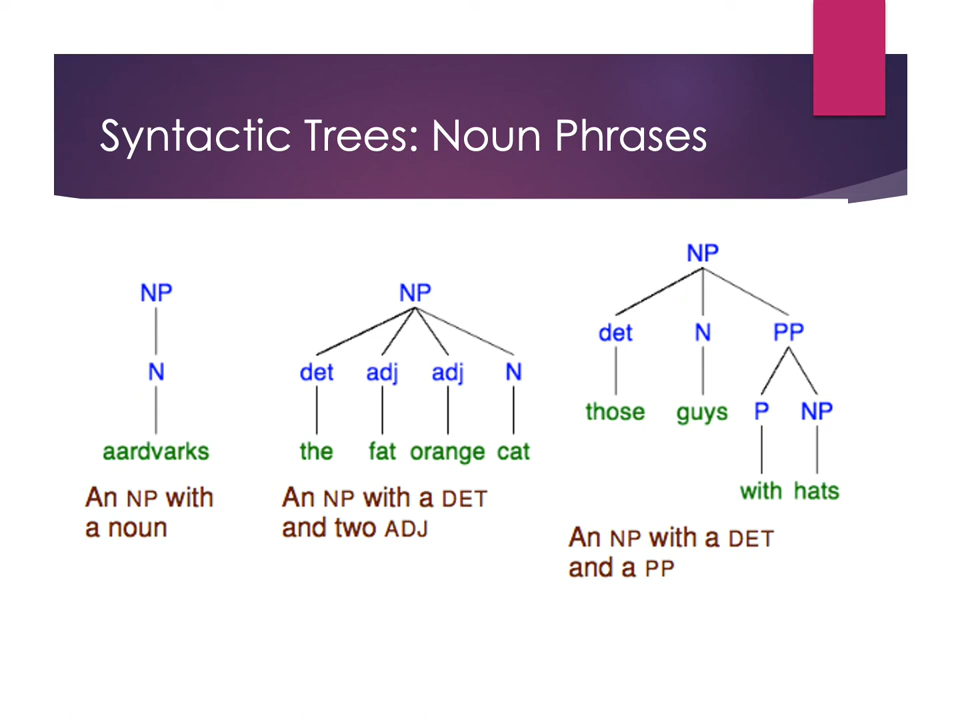 Syntactic Trees: Noun Phrases
NP
N
aardvarks
An NP with
a noun
NP
det adj adj N
the fat orange cat
An NP with a DET
and two ADJ
NP
det N PP
those guys P NP
with hats
An NP with a DET
and a PP